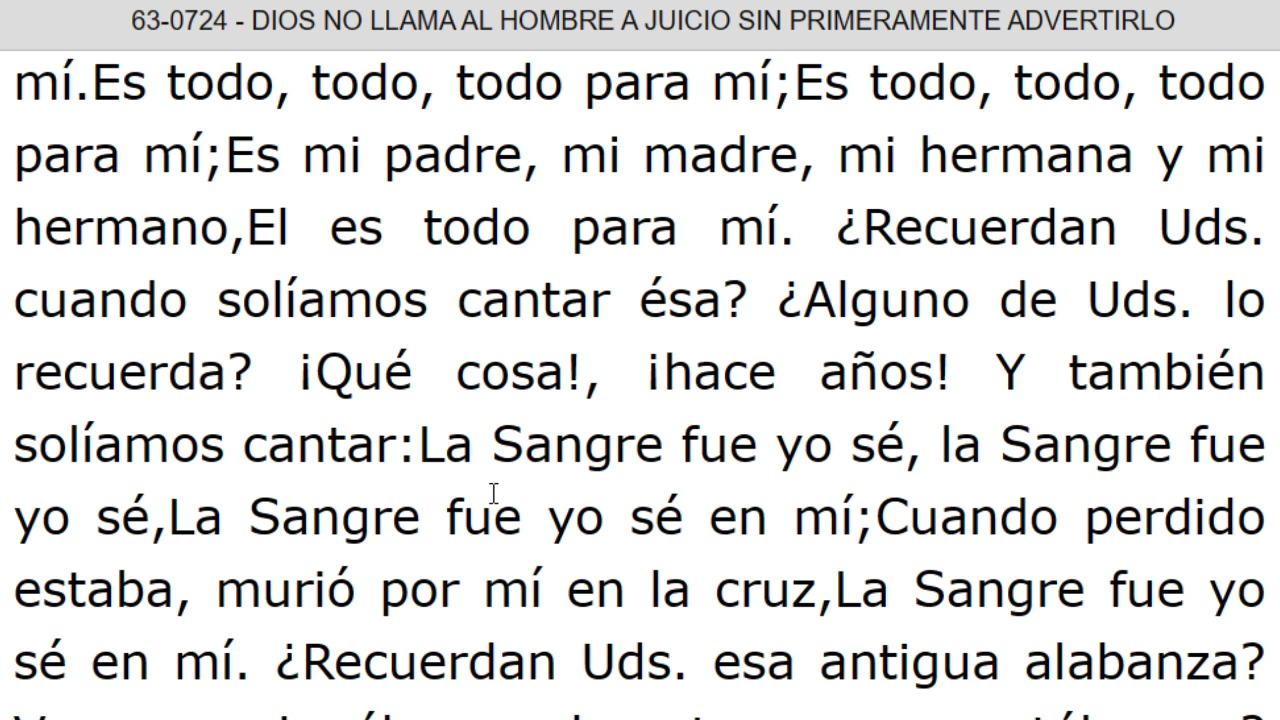 63-0724 - DIOS NO LLAMA AL HOMBRE A JUICIO SIN PRIMERAMENTE ADVERTIRLO
mí.Es todo, todo, todo para mí;Es todo, todo, todo
para mí;Es mi padre, mi madre, mi hermana y mi
hermano,El es todo para mí. ¿Recuerdan Uds.
cuando solíamos cantar ésa? ¿Alguno de Uds. lo
recuerda? ¡Qué cosa!, ¡hace años! Y también
solíamos cantar:La Sangre fue yo sé, la Sangre fue
yo sé,La Sangre fue yo sé en mí;Cuando perdido
estaba, murió por mí en la cruz,La Sangre fue yo
sé en mí. ¿Recuerdan Uds. esa antigua alabanza?